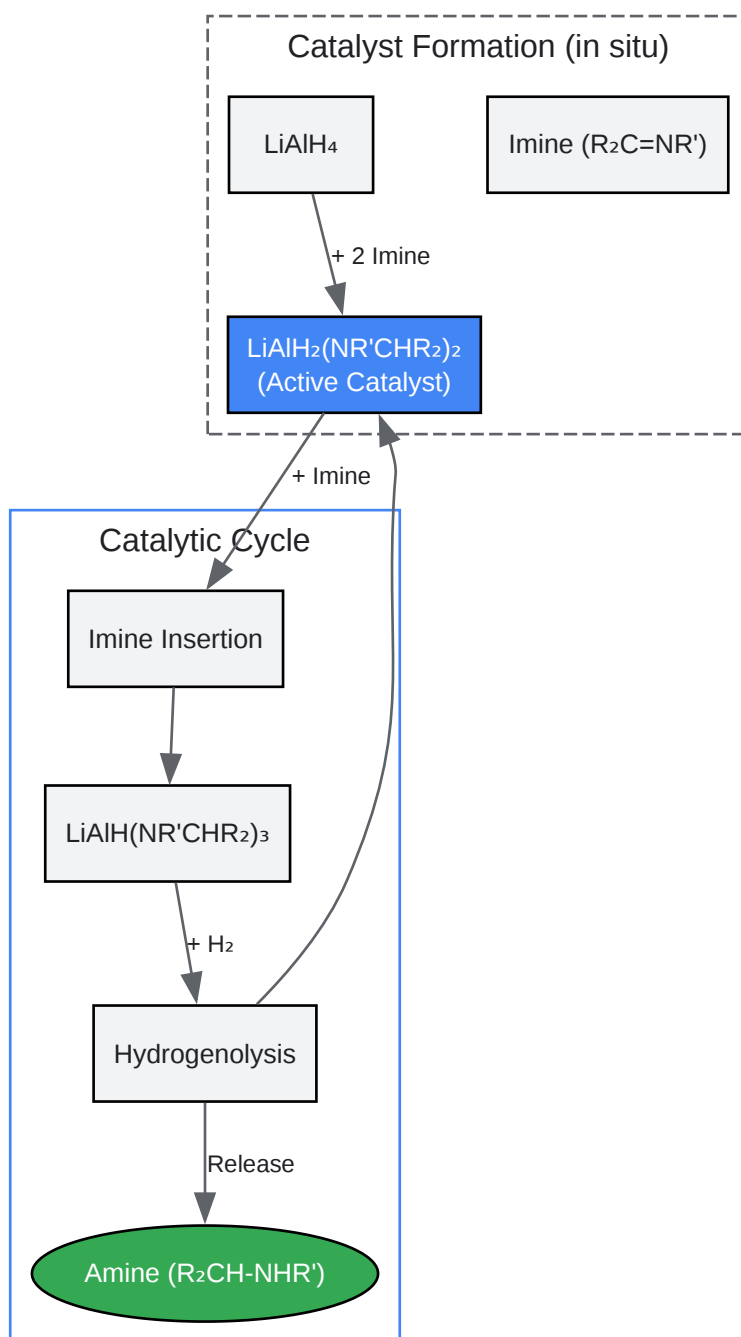 Catalyst Formation (in situ)
LiAlH₄
Imine (R₂C=NR')
+ 2 Imine
LiAlH₂(NR'CHR₂)₂
(Active Catalyst)
+ Imine
Catalytic Cycle
Imine Insertion
LiAlH(NR'CHR₂)₃
+ H₂
Hydrogenolysis
Release
Amine (R₂CH-NHR')